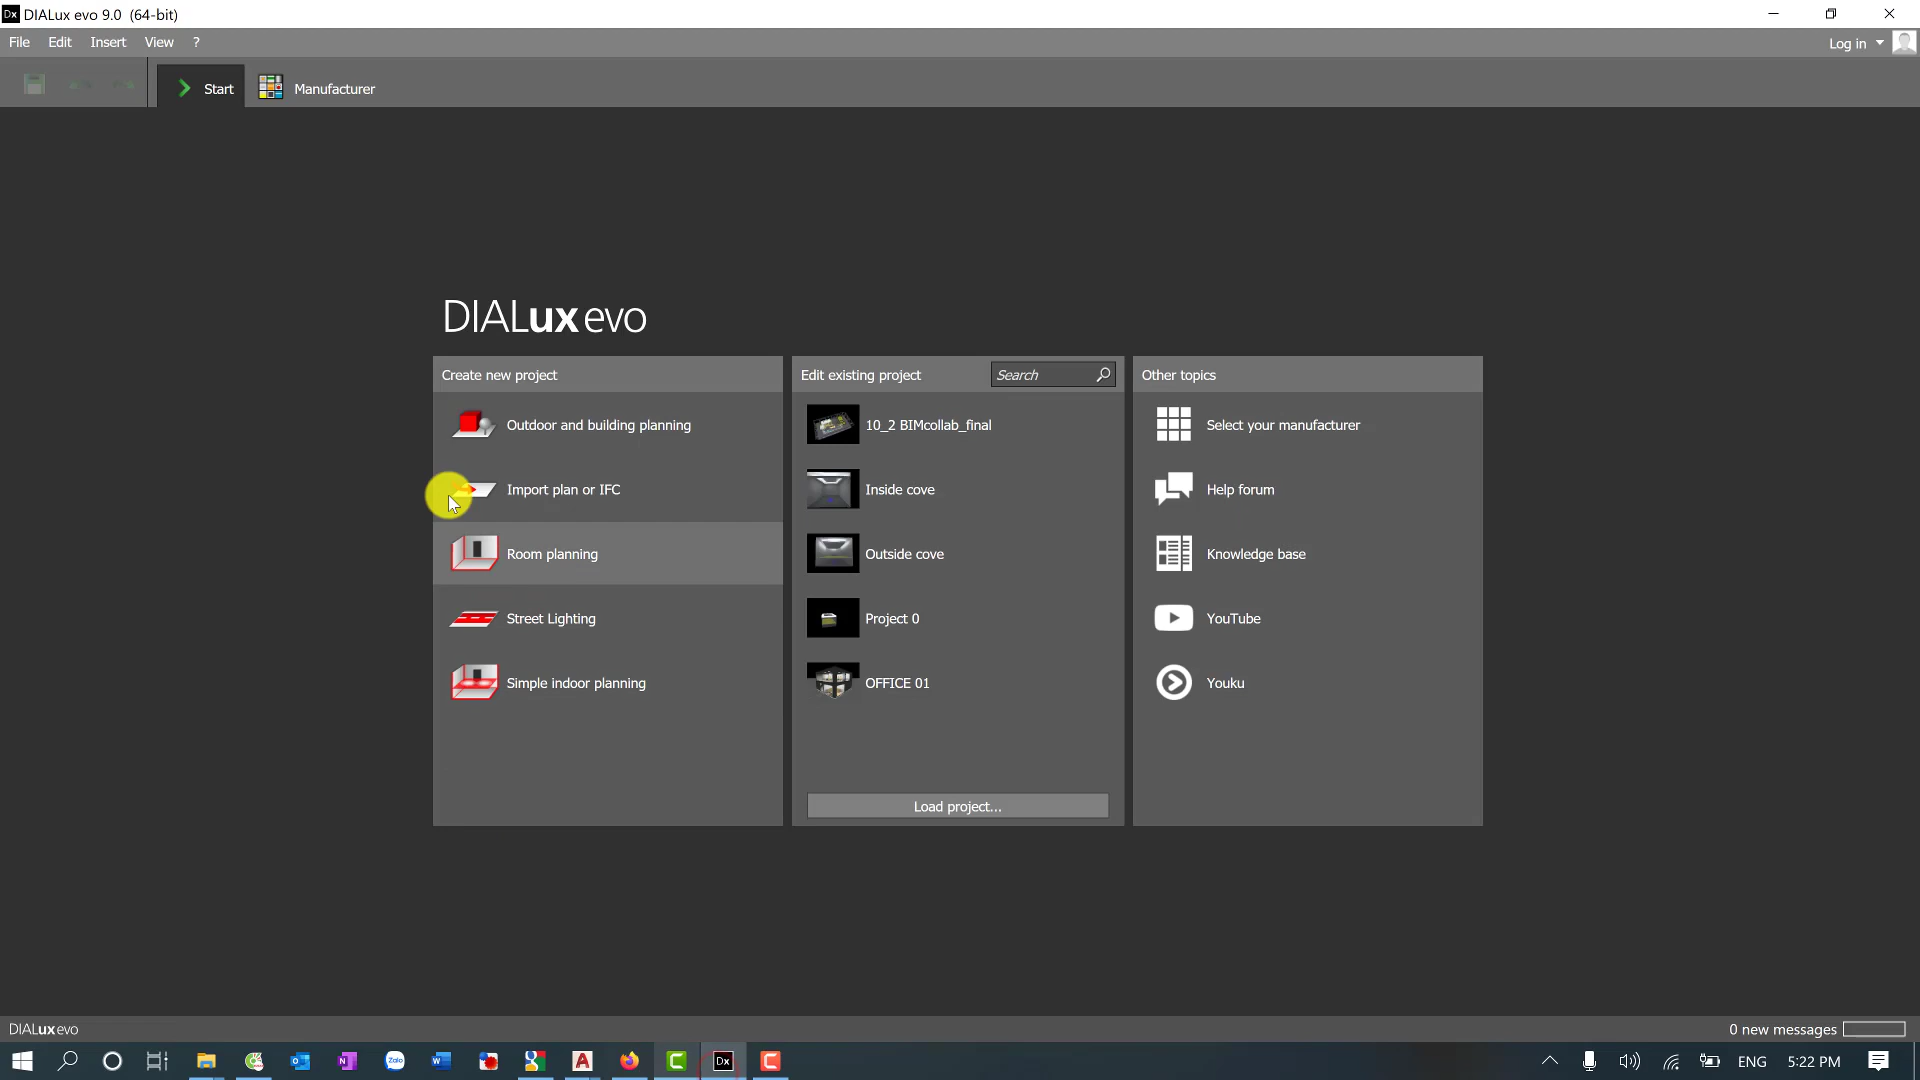 DIALux evo 9.0  (64-bit)
File Edit Insert View ?
Log in
Start
Manufacturer
DIALux evo
Create new project
Outdoor and building planning
Import plan or IFC
Room planning
Street Lighting
Simple indoor planning
Edit existing project
Search
10_2 BIMcollab_final
Inside cove
Outside cove
Project 0
OFFICE 01
Load project...
Other topics
Select your manufacturer
Help forum
Knowledge base
YouTube
Youku
DIALux evo
0 new messages
Zalo
Dx
ENG
5:22 PM